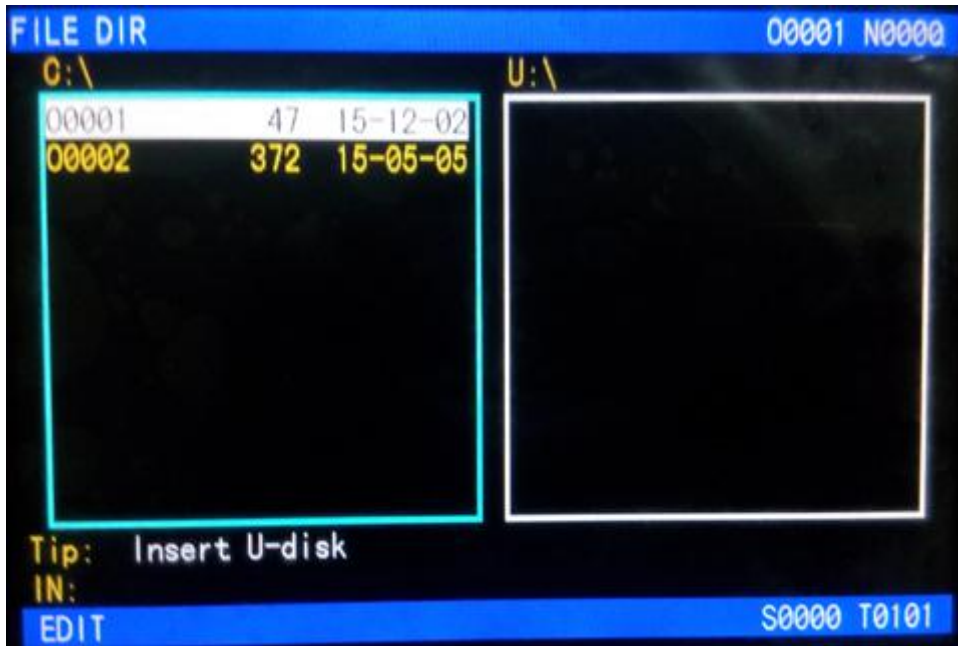 FILE DIR O0001 N0000
C:\ U:\
O0001 47 15-12-02
O0002 372 15-05-05
Tip: Insert U-disk
IN:
EDIT S0000 T0101